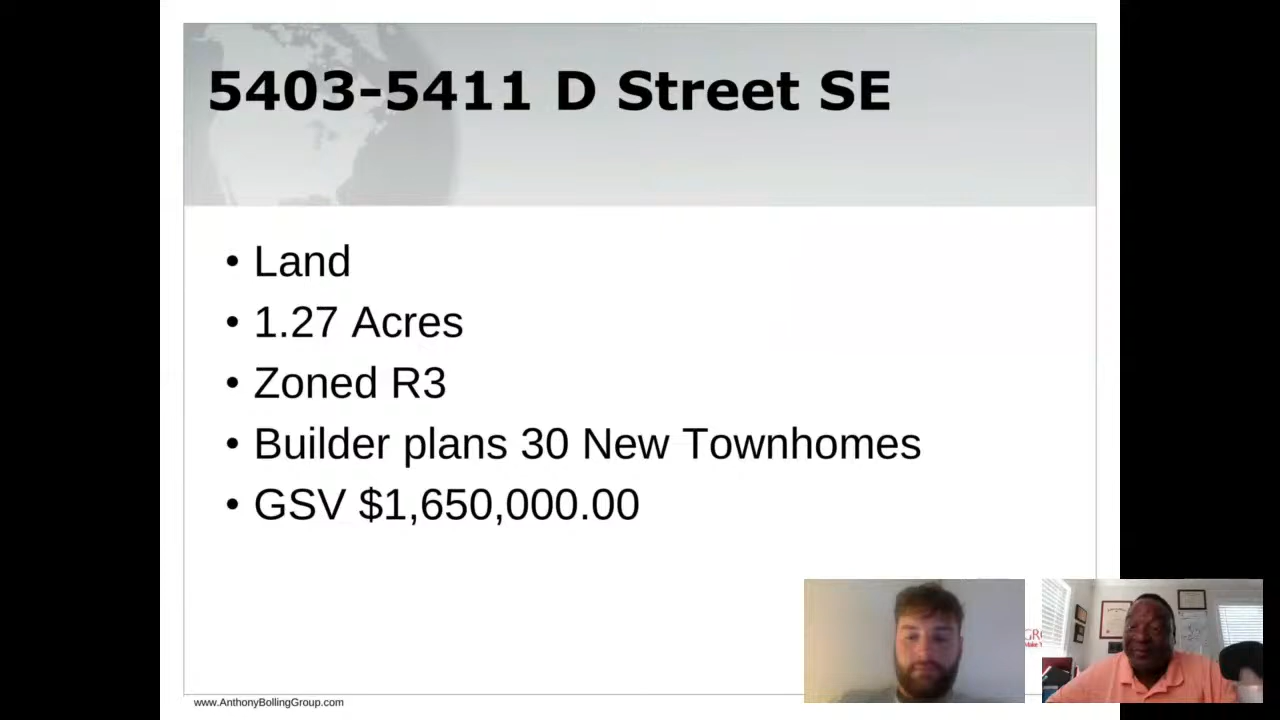 5403-5411 D Street SE
• Land
• 1.27 Acres
• Zoned R3
• Builder plans 30 New Townhomes
• GSV $1,650,000.00
www.AnthonyBollingGroup.com